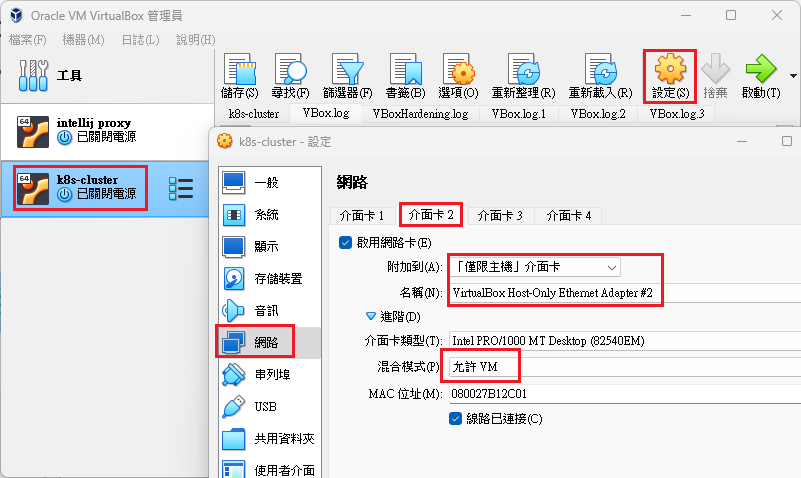 Oracle VM VirtualBox 管理員
檔案(F) 機器(M) 日誌(L) 說明(H)
工具
儲存(S) 尋找(F) 篩選器(F) 書籤(B) 選項(O) 重新整理(R) 重新載入(R) 設定(S) 捨棄 啟動(T)
k8s-cluster VBox.log VBoxHardening.log VBox.log.1 VBox.log.2 VBox.log.3
64 intellij proxy
已關閉電源
64 k8s-cluster
已關閉電源
k8s-cluster - 設定
一般
系統
顯示
存儲裝置
音訊
網路
串列埠
USB
共用資料夾
使用者介面
網路
介面卡 1 介面卡 2 介面卡 3 介面卡 4
啟用網路卡(E)
附加到(A): 「僅限主機」介面卡
名稱(N): VirtualBox Host-Only Ethernet Adapter #2
進階(D)
介面卡類型(T): Intel PRO/1000 MT Desktop (82540EM)
混合模式(P) 允許 VM
MAC 位址(M): 080027B12C01
線路已連接(C)